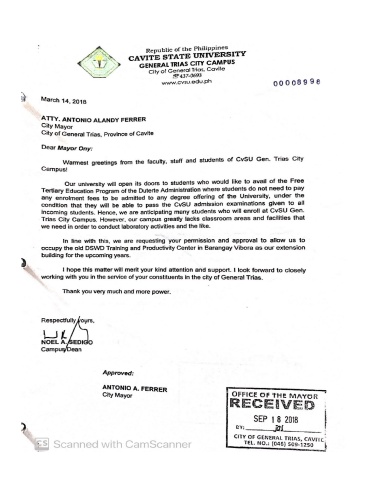 Republic of the Philippines
CAVITE STATE UNIVERSITY
GENERAL TRIAS CITY CAMPUS
City of General Trias, Cavite
☎ 437-0693
www.cvsu.edu.ph
00008998
March 14, 2018
ATTY. ANTONIO ALANDY FERRER
City Mayor
City of General Trias, Province of Cavite
Dear Mayor Ony:
Warmest greetings from the faculty, staff and students of CvSU Gen. Trias City
Campus!
Our university will open its doors to students who would like to avail of the Free
Tertiary Education Program of the Duterte Administration where students do not need to pay
any enrolment fees to be admitted to any degree offering of the University, under the
condition that they will be able to pass the CvSU admission examinations given to all
incoming students. Hence, we are anticipating many students who will enroll at CvSU Gen.
Trias City Campus. However, our campus greatly lacks classroom areas and facilities that
we need in order to conduct laboratory activities and the like.
In line with this, we are requesting your permission and approval to allow us to
occupy the old DSWD Training and Productivity Center in Barangay Vibora as our extension
building for the upcoming years.
I hope this matter will merit your kind attention and support. I look forward to closely
working with you in the service of your constituents in the city of General Trias.
Thank you very much and more power.
Respectfully yours,
NOEL A. SEDIGO
Campus Dean
Approved:
ANTONIO A. FERRER
City Mayor
OFFICE OF THE MAYOR
RECEIVED
SEP 18 2018
BY:
CITY OF GENERAL TRIAS, CAVITE
TEL. NO.: (046) 509-1250
CS Scanned with CamScanner